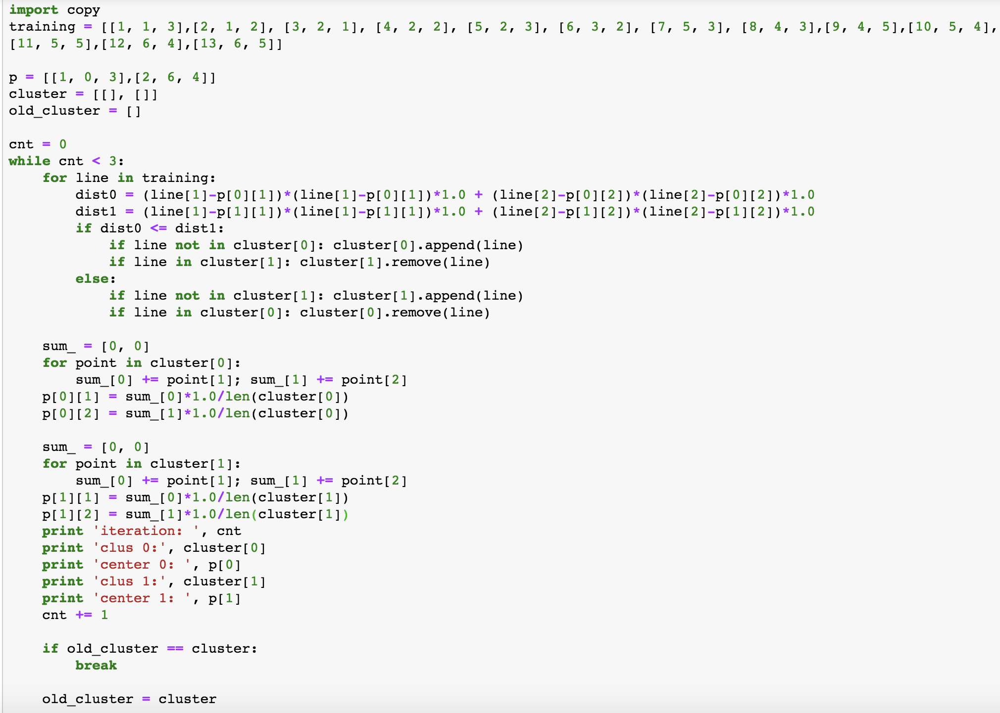 import copy
training = [[1, 1, 3],[2, 1, 2], [3, 2, 1], [4, 2, 2], [5, 2, 3], [6, 3, 2], [7, 5, 3], [8, 4, 3],[9, 4, 5],[10, 5, 4],
[11, 5, 5],[12, 6, 4],[13, 6, 5]]

p = [[1, 0, 3],[2, 6, 4]]
cluster = [[], []]
old_cluster = []

cnt = 0
while cnt < 3:
    for line in training:
        dist0 = (line[1]-p[0][1])*(line[1]-p[0][1])*1.0 + (line[2]-p[0][2])*(line[2]-p[0][2])*1.0
        dist1 = (line[1]-p[1][1])*(line[1]-p[1][1])*1.0 + (line[2]-p[1][2])*(line[2]-p[1][2])*1.0
        if dist0 <= dist1:
            if line not in cluster[0]: cluster[0].append(line)
            if line in cluster[1]: cluster[1].remove(line)
        else:
            if line not in cluster[1]: cluster[1].append(line)
            if line in cluster[0]: cluster[0].remove(line)

    sum_ = [0, 0]
    for point in cluster[0]:
        sum_[0] += point[1]; sum_[1] += point[2]
    p[0][1] = sum_[0]*1.0/len(cluster[0])
    p[0][2] = sum_[1]*1.0/len(cluster[0])

    sum_ = [0, 0]
    for point in cluster[1]:
        sum_[0] += point[1]; sum_[1] += point[2]
    p[1][1] = sum_[0]*1.0/len(cluster[1])
    p[1][2] = sum_[1]*1.0/len(cluster[1])
    print 'iteration: ', cnt
    print 'clus 0:', cluster[0]
    print 'center 0: ', p[0]
    print 'clus 1:', cluster[1]
    print 'center 1: ', p[1]
    cnt += 1

    if old_cluster == cluster:
        break

    old_cluster = cluster